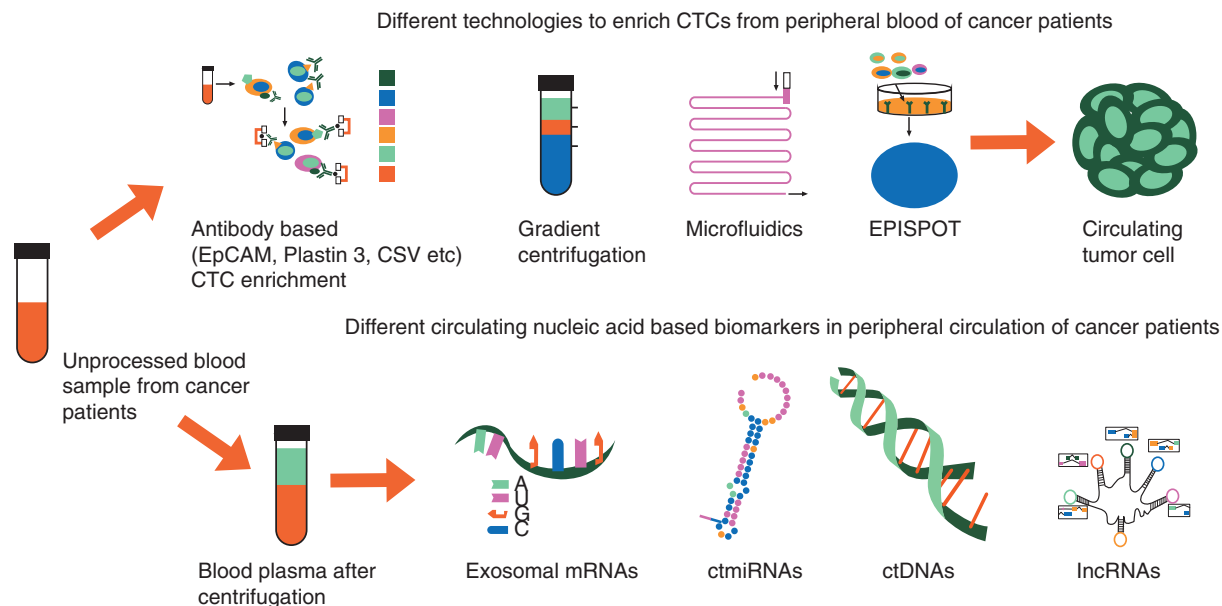 Different technologies to enrich CTCs from peripheral blood of cancer patients
Antibody based
(EpCAM, Plastin 3, CSV etc)
CTC enrichment
Gradient
centrifugation
Microfluidics
EPISPOT
Circulating
tumor cell
Unprocessed blood
sample from cancer
patients
Different circulating nucleic acid based biomarkers in peripheral circulation of cancer patients
A
U
G
C
Blood plasma after
centrifugation
Exosomal mRNAs
ctmiRNAs
ctDNAs
lncRNAs